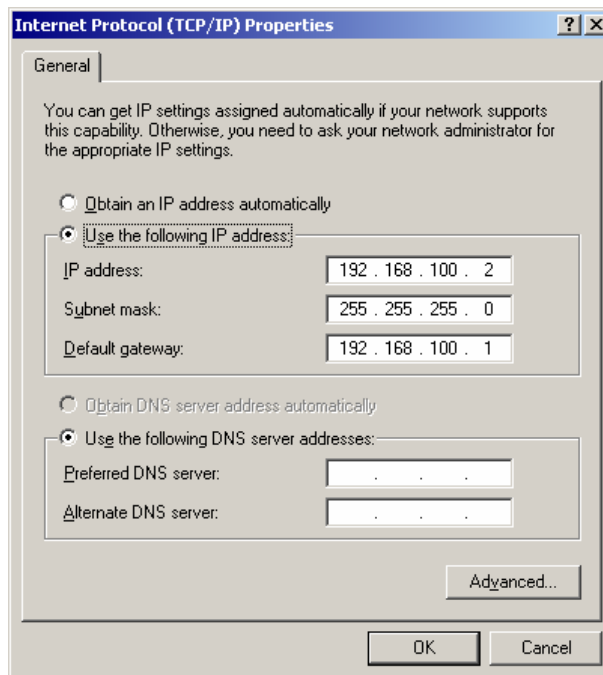 Internet Protocol (TCP/IP) Properties
General
You can get IP settings assigned automatically if your network supports
this capability. Otherwise, you need to ask your network administrator for
the appropriate IP settings.
Obtain an IP address automatically
Use the following IP address:
IP address: 192 . 168 . 100 . 2
Subnet mask: 255 . 255 . 255 . 0
Default gateway: 192 . 168 . 100 . 1
Obtain DNS server address automatically
Use the following DNS server addresses:
Preferred DNS server: . . .
Alternate DNS server: . . .
Advanced...
OK Cancel